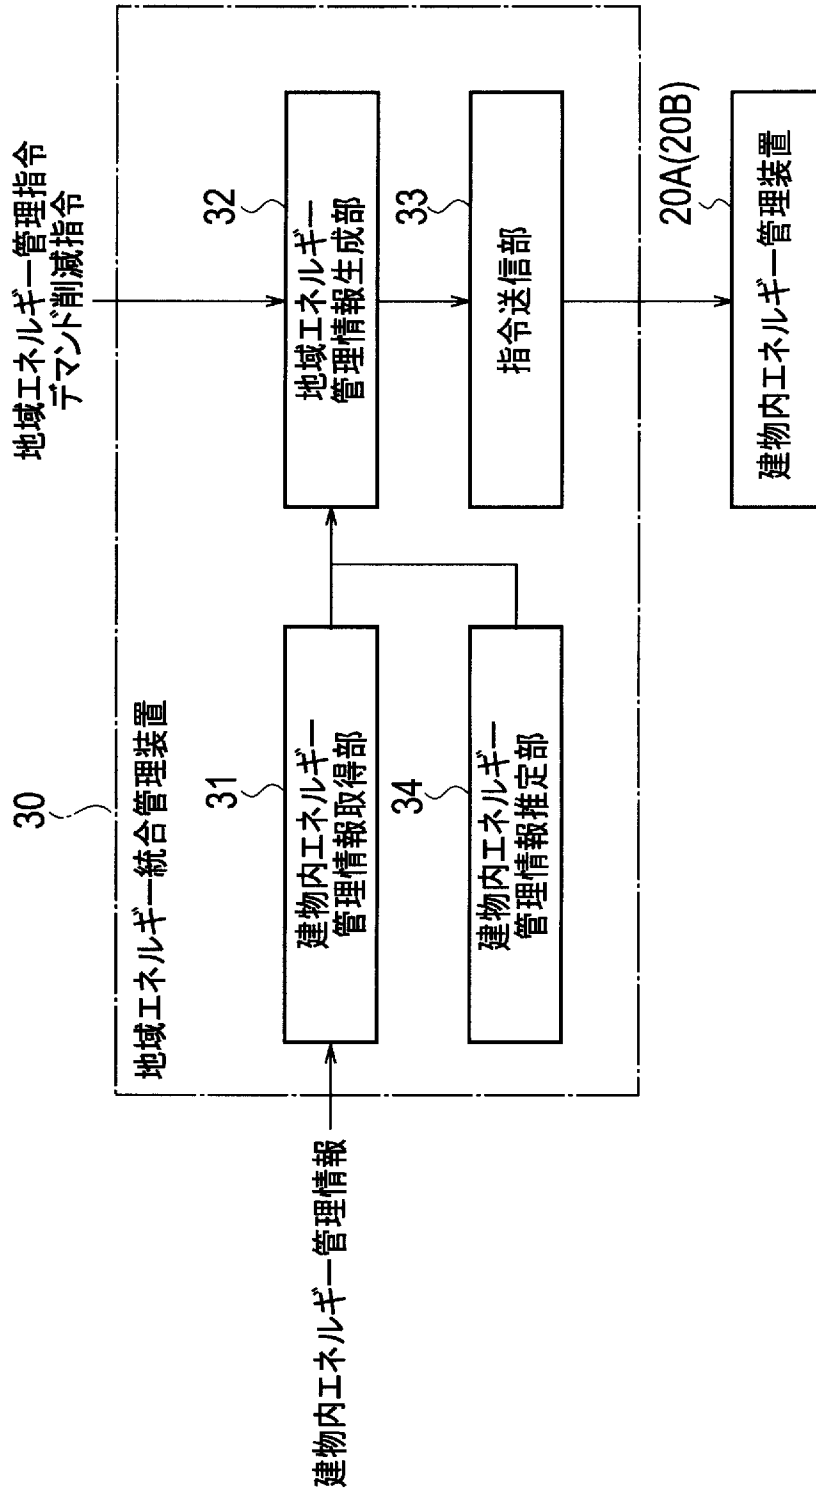 30
地域エネルギー統合管理装置
地域エネルギー管理指令
デマンド削減指令
建物内エネルギー管理情報
31
建物内エネルギー
管理情報取得部
32
地域エネルギー
管理情報生成部
34
建物内エネルギー
管理情報推定部
33
指令送信部
20A(20B)
建物内エネルギー管理装置